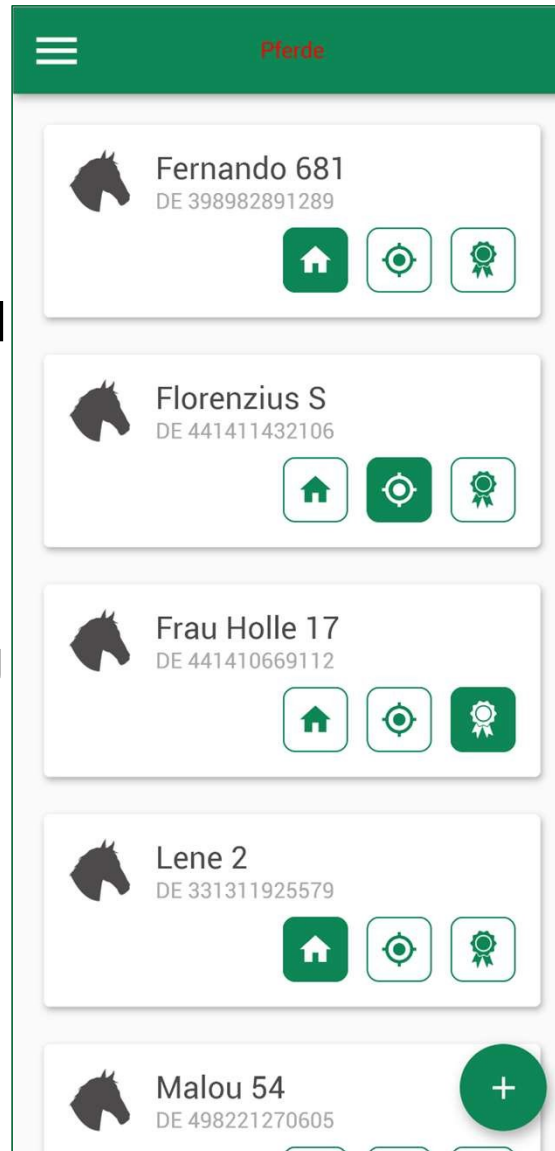 Pferde
Fernando 681
DE 398982891289
Florenzius S
DE 441411432106
Frau Holle 17
DE 441410669112
Lene 2
DE 331311925579
Malou 54
DE 498221270605